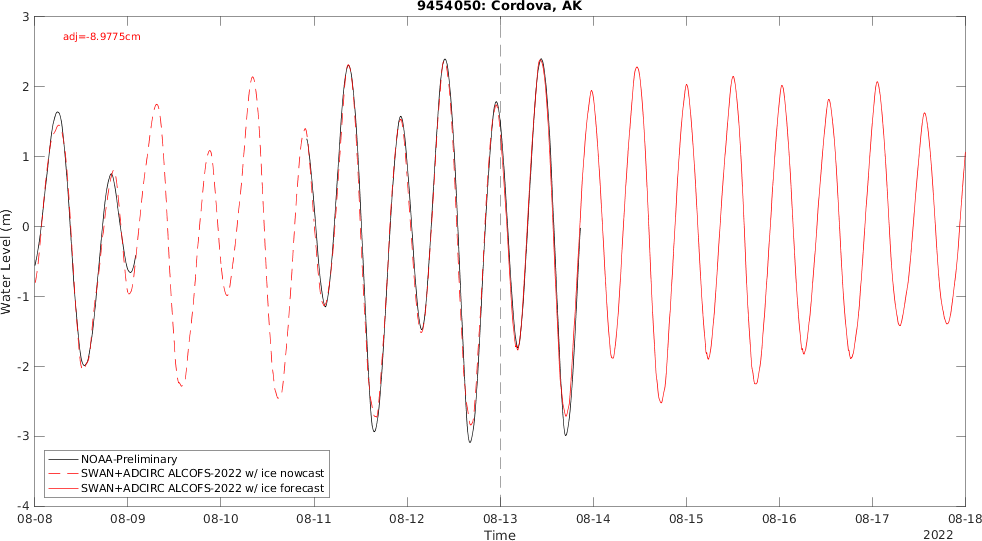 9454050: Cordova, AK
adj=-8.9775cm
3
2
1
0
-1
-2
-3
-4
Water Level (m)
NOAA-Preliminary
SWAN+ADCIRC ALCOFS-2022 w/ ice nowcast
SWAN+ADCIRC ALCOFS-2022 w/ ice forecast
08-08 08-09 08-10 08-11 08-12 08-13 08-14 08-15 08-16 08-17 08-18
Time
2022